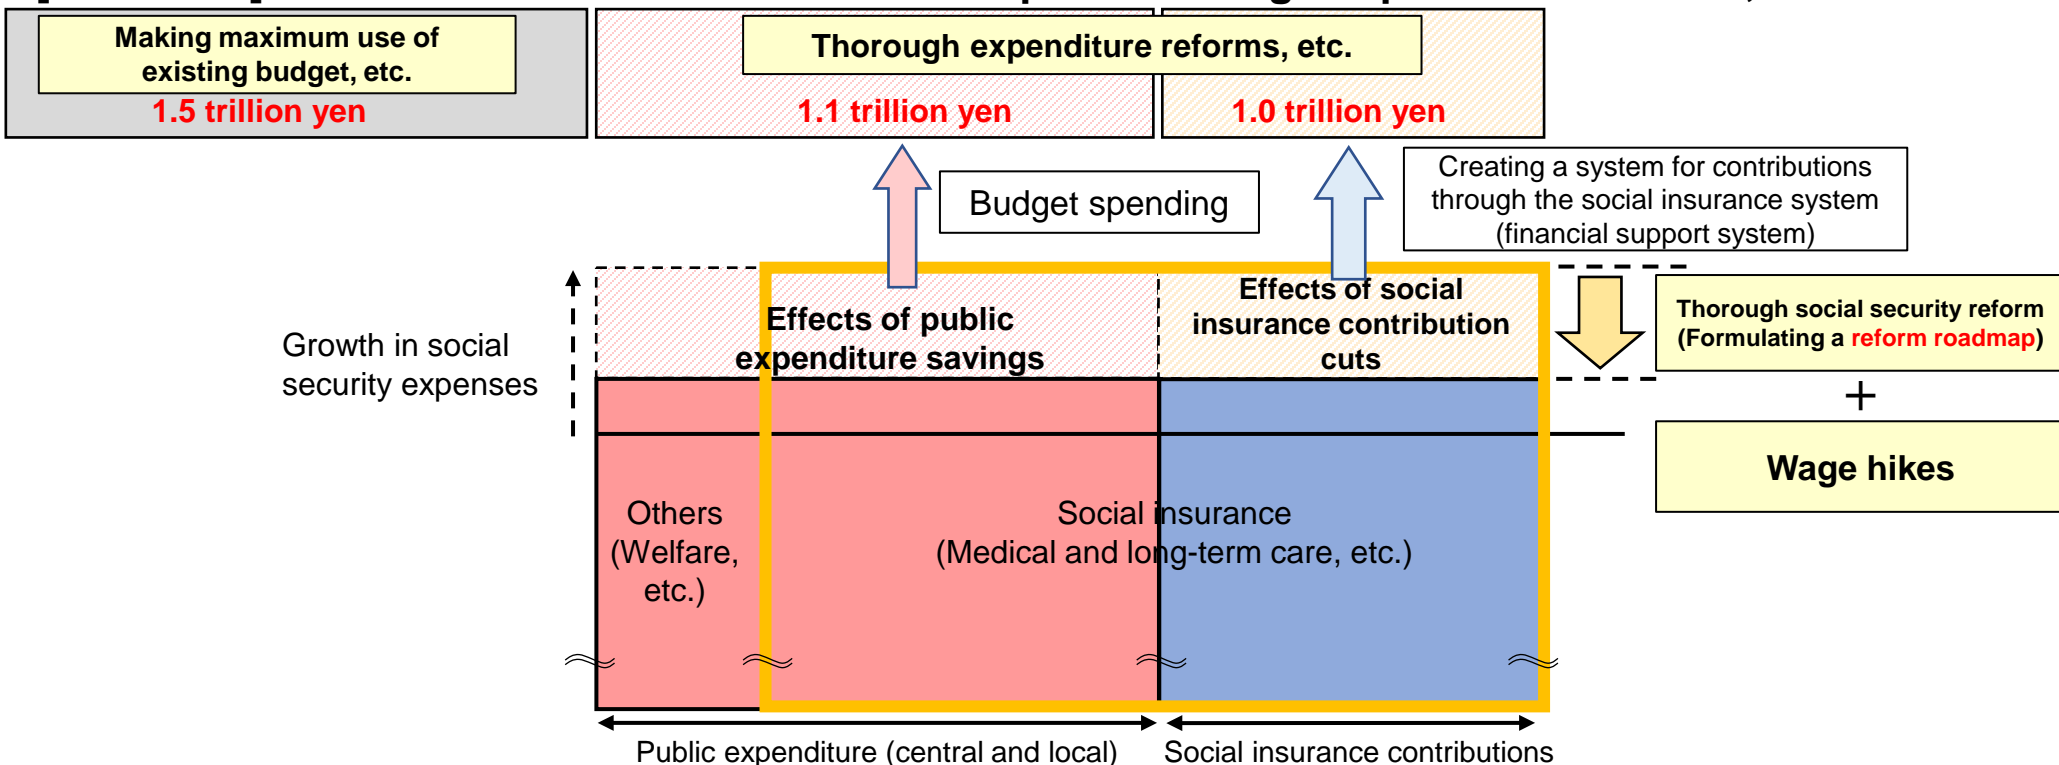 Making maximum use of
existing budget, etc.
1.5 trillion yen
Thorough expenditure reforms, etc.
1.1 trillion yen
1.0 trillion yen
Budget spending
Creating a system for contributions
through the social insurance system
(financial support system)
Growth in social
security expenses
Effects of public
expenditure savings
Effects of social
insurance contribution
cuts
Thorough social security reform
(Formulating a reform roadmap)
+
Wage hikes
Others
(Welfare,
etc.)
Social insurance
(Medical and long-term care, etc.)
Public expenditure (central and local)
Social insurance contributions